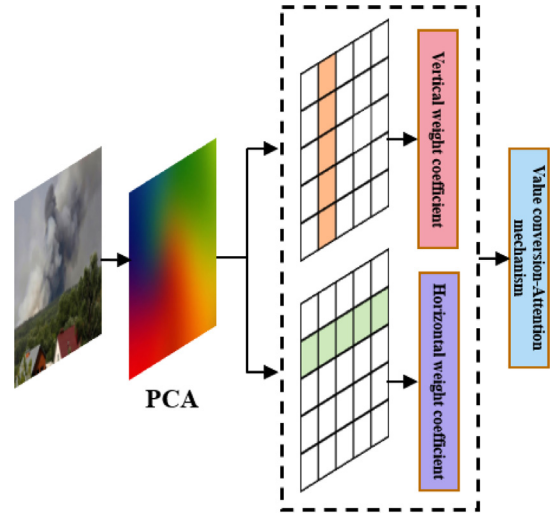 PCA
Vertical weight
coefficient
Horizontal weight coefficient
Value conversion-Attention
mechanism